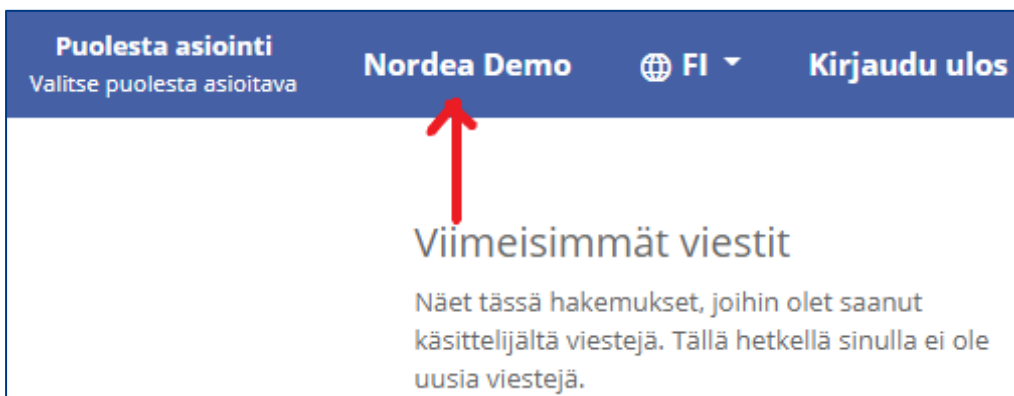 Puolesta asiointi
Valitse puolesta asioitava
Nordea Demo
FI
Kirjaudu ulos
Viimeisimmät viestit
Näet tässä hakemukset, joihin olet saanut
käsittelijältä viestejä. Tällä hetkellä sinulla ei ole
uusia viestejä.